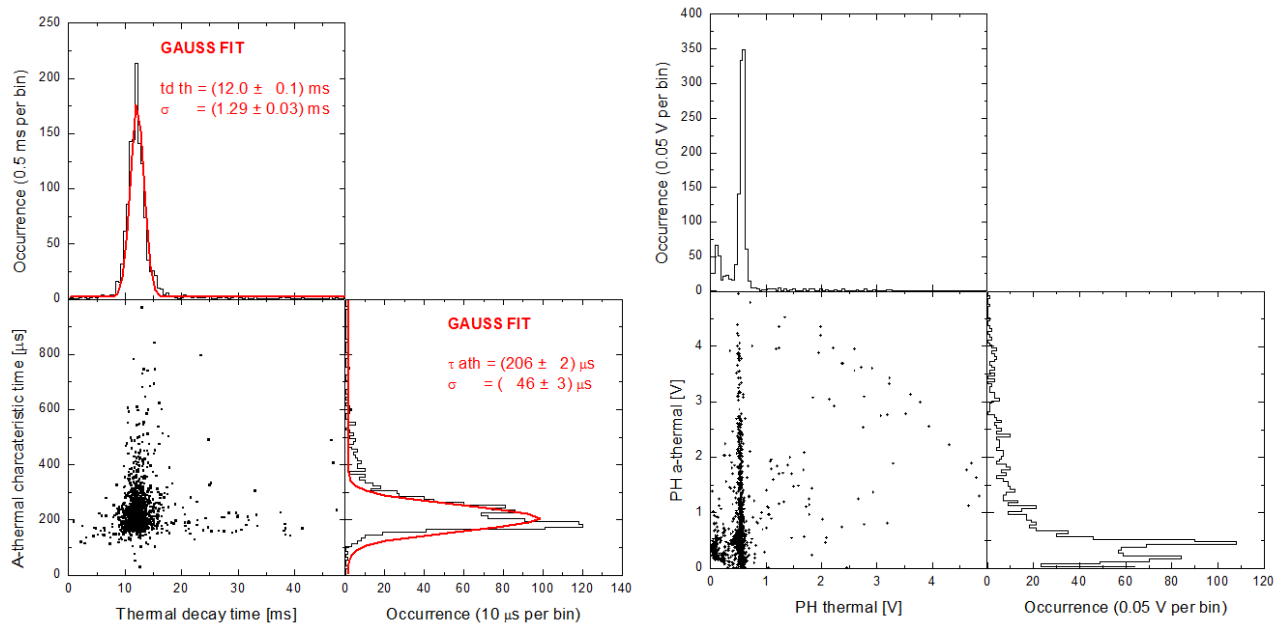 250
200
150
100
50
0
Occurrence (0.5 ms per bin)
GAUSS FIT
td th = (12.0 ± 0.1) ms
σ = (1.29 ± 0.03) ms
800
600
400
200
0
A-thermal charcateristic time [µs]
0 10 20 30 40
Thermal decay time [ms]
GAUSS FIT
τ ath = (206 ± 2) µs
σ = ( 46 ± 3) µs
0 20 40 60 80 100 120 140
Occurrence (10 µs per bin)
400
350
300
250
200
150
100
50
0
Occurrence (0.05 V per bin)
4
3
2
1
0
PH a-thermal [V]
0 1 2 3 4
PH thermal [V]
0 20 40 60 80 100 120
Occurrence (0.05 V per bin)